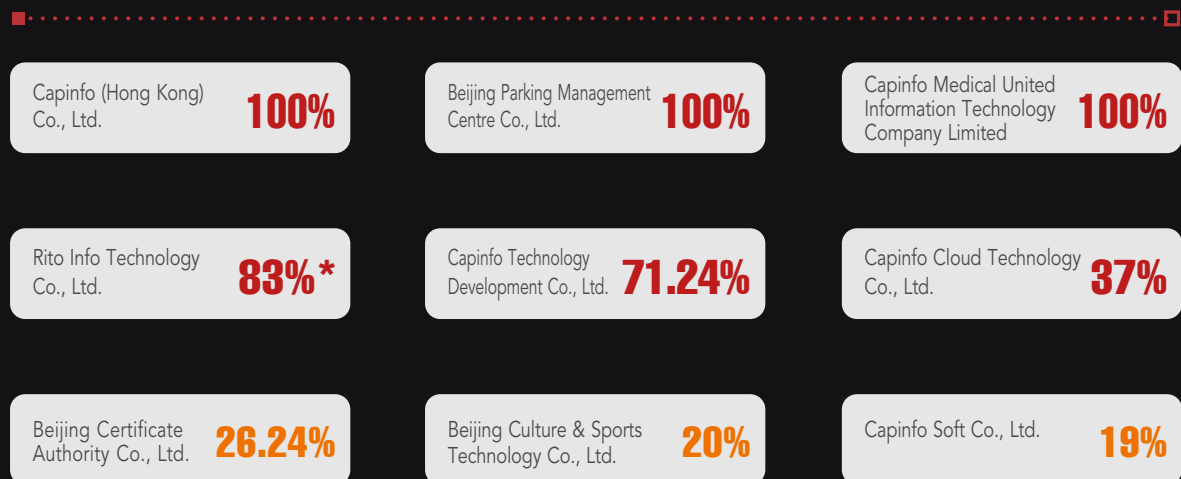 Capinfo (Hong Kong)
Co., Ltd.
100%
Beijing Parking Management
Centre Co., Ltd.
100%
Capinfo Medical United
Information Technology
Company Limited
100%
Rito Info Technology
Co., Ltd.
83%*
Capinfo Technology
Development Co., Ltd.
71.24%
Capinfo Cloud Technology
Co., Ltd.
37%
Beijing Certificate
Authority Co., Ltd.
26.24%
Beijing Culture & Sports
Technology Co., Ltd.
20%
Capinfo Soft Co., Ltd.
19%